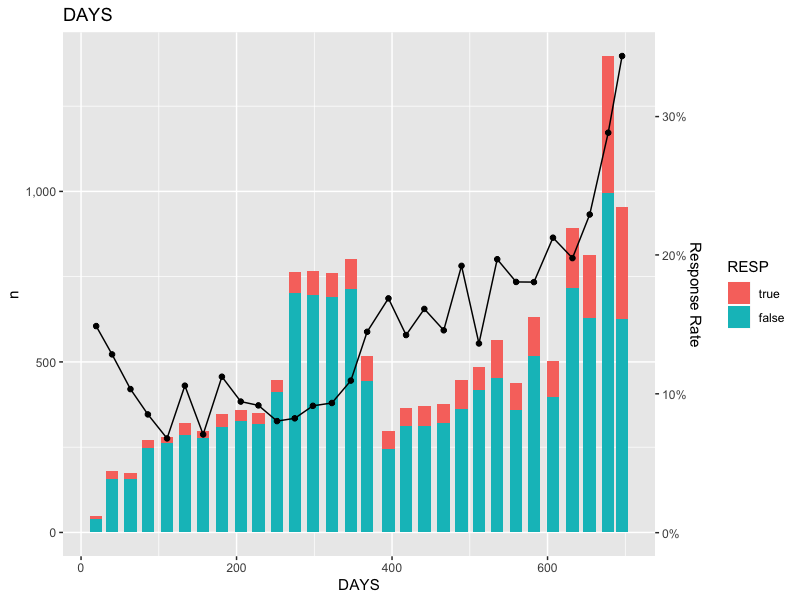 DAYS
n
1,000
500
0
0
200
400
600
DAYS
30%
20%
10%
0%
Response Rate
RESP
true
false